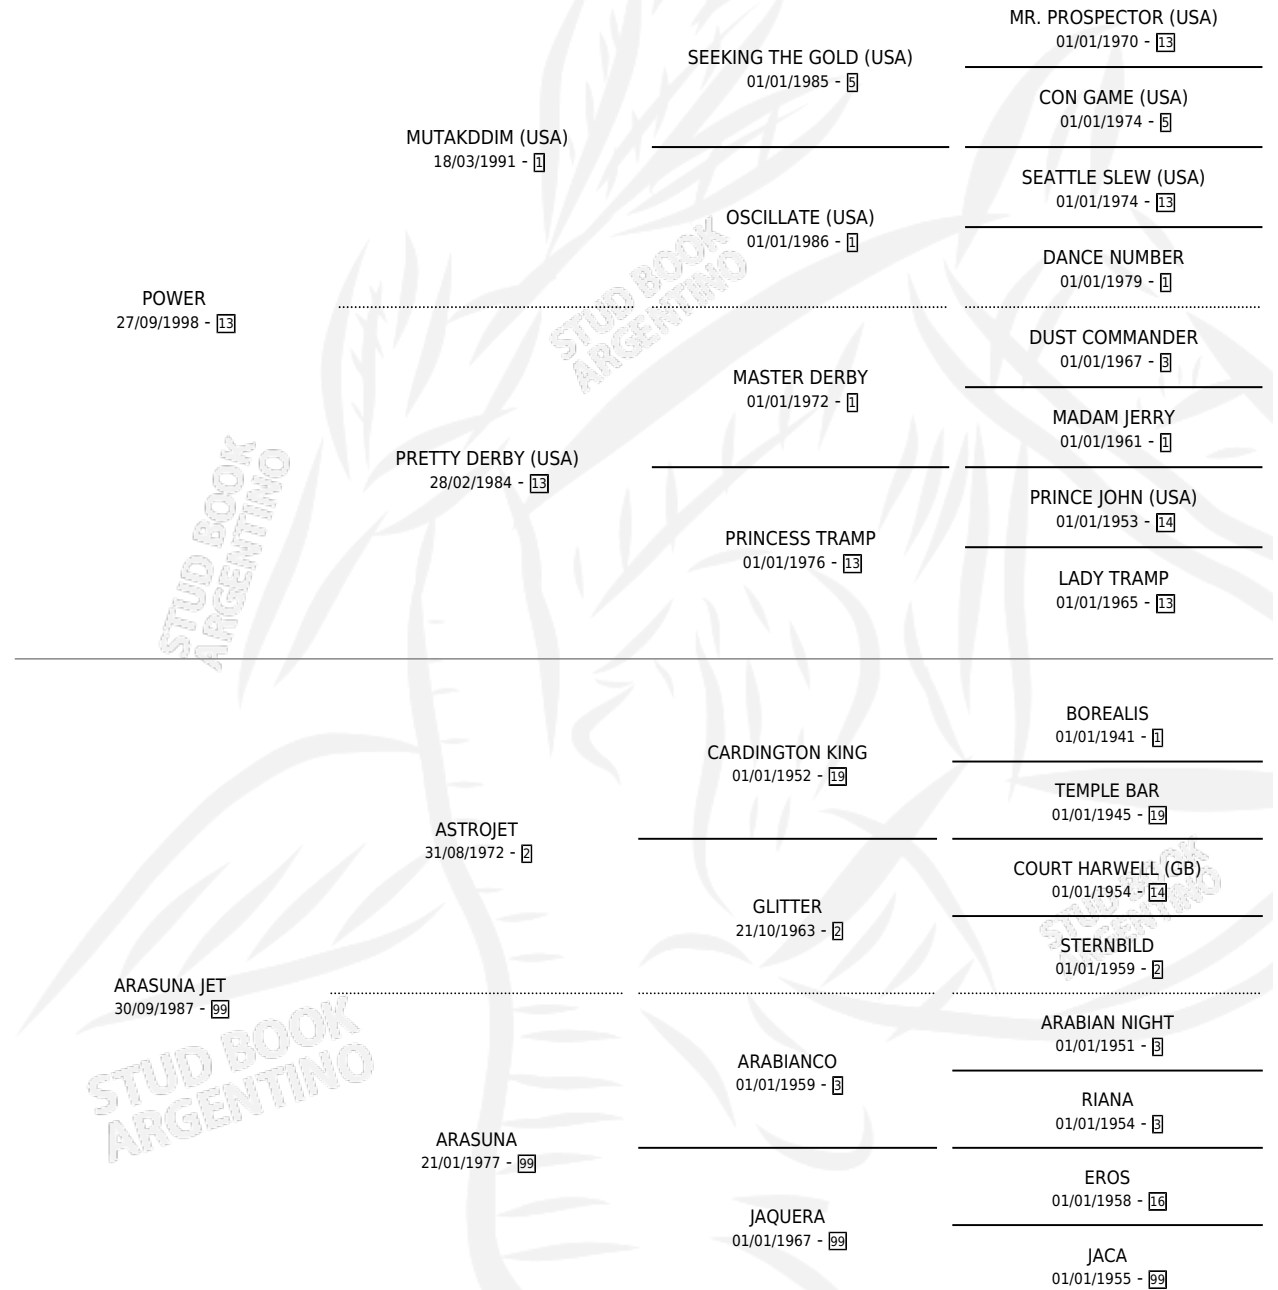 MR. PROSPECTOR (USA)
01/01/1970 - 13
SEEKING THE GOLD (USA)
01/01/1985 - 5
CON GAME (USA)
01/01/1974 - 5
MUTAKDDIM (USA)
18/03/1991 - 1
SEATTLE SLEW (USA)
01/01/1974 - 13
OSCILLATE (USA)
01/01/1986 - 1
DANCE NUMBER
01/01/1979 - 1
POWER
27/09/1998 - 13
STUD BOOK
ARGENTINO
DUST COMMANDER
01/01/1967 - 3
MASTER DERBY
01/01/1972 - 1
MADAM JERRY
01/01/1961 - 1
PRETTY DERBY (USA)
28/02/1984 - 13
PRINCE JOHN (USA)
01/01/1953 - 14
PRINCESS TRAMP
01/01/1976 - 13
LADY TRAMP
01/01/1965 - 13
STUD BOOK
ARGENTINO
BOREALIS
01/01/1941 - 1
CARDINGTON KING
01/01/1952 - 19
TEMPLE BAR
01/01/1945 - 19
ASTROJET
31/08/1972 - 2
COURT HARWELL (GB)
01/01/1954 - 14
GLITTER
21/10/1963 - 2
STERNBILD
01/01/1959 - 2
STUD BOOK
ARGENTINO
ARASUNA JET
30/09/1987 - 99
ARABIAN NIGHT
01/01/1951 - 3
ARABIANCO
01/01/1959 - 3
RIANA
01/01/1954 - 3
STUD BOOK
ARGENTINO
ARASUNA
21/01/1977 - 99
EROS
01/01/1958 - 16
JAQUERA
01/01/1967 - 99
JACA
01/01/1955 - 99